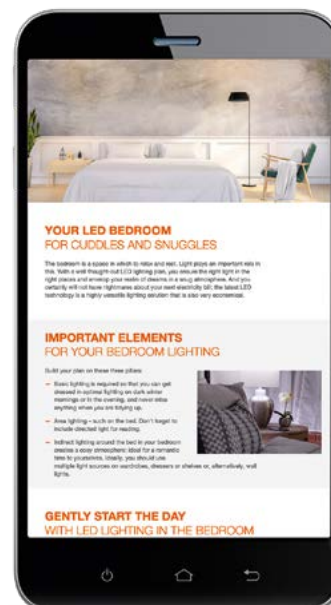 YOUR LED BEDROOM
FOR CUDDLES AND SNUGGLES
The bedroom is a space in which to relax and rest. Light plays an important role in
this. With a well thought-out LED lighting plan, you ensure the right light in the
right places and envelop your realm of dreams in a snug atmosphere. And you
certainly will not have nightmares about your next electricity bill; the latest LED
technology is a highly versatile lighting solution that is also very economical.
IMPORTANT ELEMENTS
FOR YOUR BEDROOM LIGHTING
Build your plan on these three pillars:
– Basic lighting is required so that you can get
dressed in optimal lighting on dark winter
mornings or in the evening, and never miss
anything when you are tidying up.
– Area lighting – such as the bed. Don't forget to
include directed light for reading.
– Indirect lighting around the bed in your bedroom
creates a cosy atmosphere: ideal for a romantic
time to yourselves. Ideally, you should use
multiple light sources on wardrobes, dressers or shelves or, alternatively, wall
lights.
GENTLY START THE DAY
WITH LED LIGHTING IN THE BEDROOM